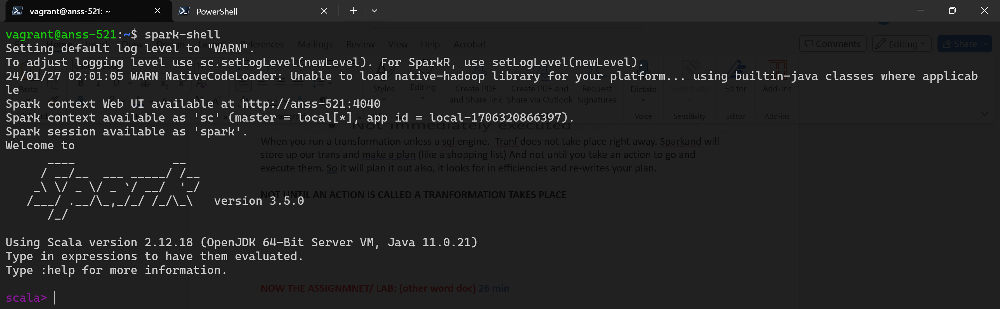 vagrant@anss-521: ~
PowerShell
vagrant@anss-521:~$ spark-shell
File Home Insert Draw Design Layout References Mailings Review View Help Acrobat Comments Editing Share
Setting default log level to "WARN".
To adjust logging level use sc.setLogLevel(newLevel). For SparkR, use setLogLevel(newLevel).
24/01/27 02:01:05 WARN NativeCodeLoader: Unable to load native-hadoop library for your platform... using builtin-java classes where applicab
le
Paste
Styles
Editing
Create PDF
and Share link
Create PDF and
Share via Outlook
Request
Signatures
Dictate
Sensitivity
Editor
Add-ins
Spark context Web UI available at http://anss-521:4040
Spark context available as 'sc' (master = local[*], app id = local-1706320866397).
Paragraph
Voice
Sensitivity
Editor
Add-ins
Spark session available as 'spark'.
Not immediately executed
Welcome to
When you run a transformation unless a sql engine. Tranf does not take place right away. Sparkand will
store up our trans and make a plan (like a shopping list) And not until you take an action to go and
execute them. So it will plan it out also, it looks for in efficiencies and re-writes your plan.
      ____              __
     / __/__  ___ _____/ /__
    _\ \/ _ \/ _ `/ __/  '_/
   /___/ .__/\_,_/_/ /_/\_\   version 3.5.0
      /_/
NOT UNTIL AN ACTION IS CALLED A TRANFORMATION TAKES PLACE
Using Scala version 2.12.18 (OpenJDK 64-Bit Server VM, Java 11.0.21)
Type in expressions to have them evaluated.
Type :help for more information.
NOW THE ASSIGNMNET/ LAB: (other word doc) 26 min
scala>